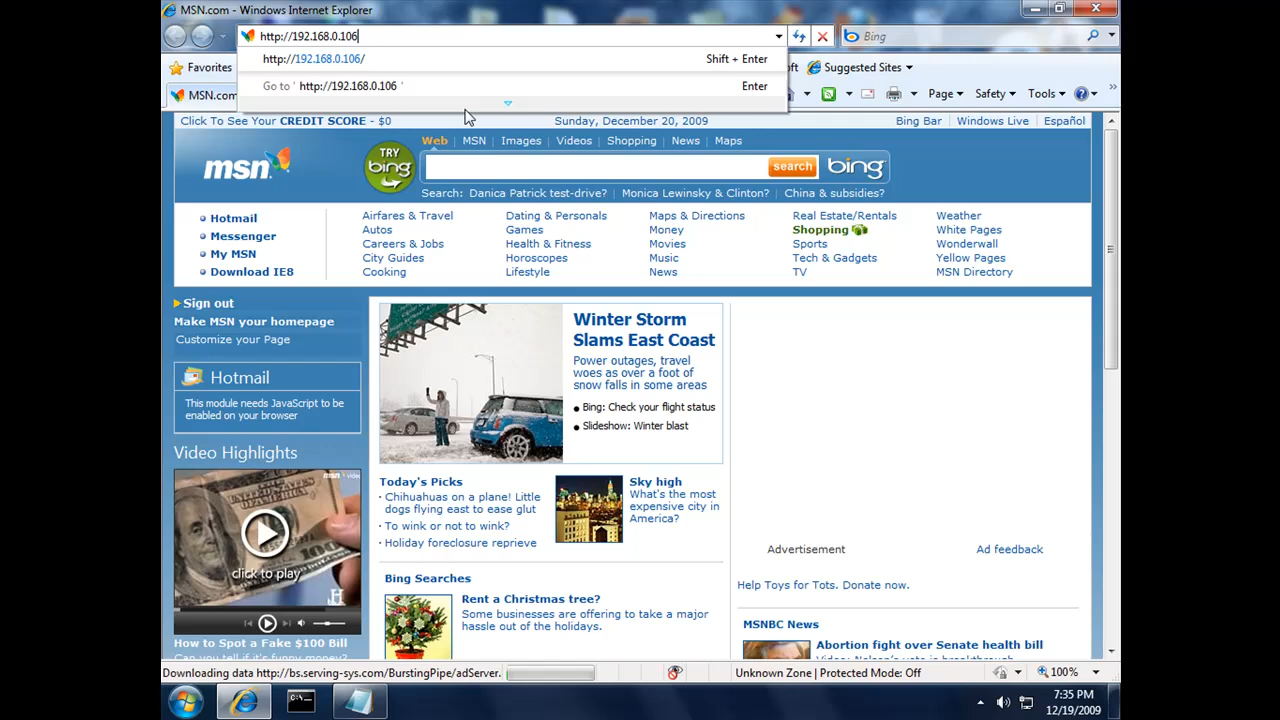 MSN.com - Windows Internet Explorer
http://192.168.0.106
Bing
http://192.168.0.106/ Shift + Enter
Go to ' http://192.168.0.106 ' Enter
Favorites
Suggested Sites
MSN.com
Page
Safety
Tools
Click To See Your CREDIT SCORE - $0
Sunday, December 20, 2009
Bing Bar
Windows Live
Español
msn
TRY
bing
Web
MSN
Images
Videos
Shopping
News
Maps
search
bing
Search: Danica Patrick test-drive? Monica Lewinsky & Clinton? China & subsidies?
Hotmail
Messenger
My MSN
Download IE8
Airfares & Travel
Autos
Careers & Jobs
City Guides
Cooking
Dating & Personals
Games
Health & Fitness
Horoscopes
Lifestyle
Maps & Directions
Money
Movies
Music
News
Real Estate/Rentals
Shopping
Sports
Tech & Gadgets
TV
Weather
White Pages
Wonderwall
Yellow Pages
MSN Directory
Sign out
Make MSN your homepage
Customize your Page
Hotmail
This module needs JavaScript to be
enabled on your browser
Video Highlights
msn
click to play
H
How to Spot a Fake $100 Bill
Can you tell if it's funny money?
Winter Storm
Slams East Coast
Power outages, travel
woes as over a foot of
snow falls in some areas
Bing: Check your flight status
Slideshow: Winter blast
Today's Picks
Chihuahuas on a plane! Little
dogs flying east to ease glut
To wink or not to wink?
Holiday foreclosure reprieve
Sky high
What's the most
expensive city in
America?
Bing Searches
Rent a Christmas tree?
Some businesses are offering to take a major
hassle out of the holidays.
Advertisement
Ad feedback
Help Toys for Tots. Donate now.
MSNBC News
Abortion fight over Senate health bill
Video: Nelson's vote is breakthrough
Downloading data http://bs.serving-sys.com/BurstingPipe/adServer.
Unknown Zone | Protected Mode: Off
100%
C:\
7:35 PM
12/19/2009